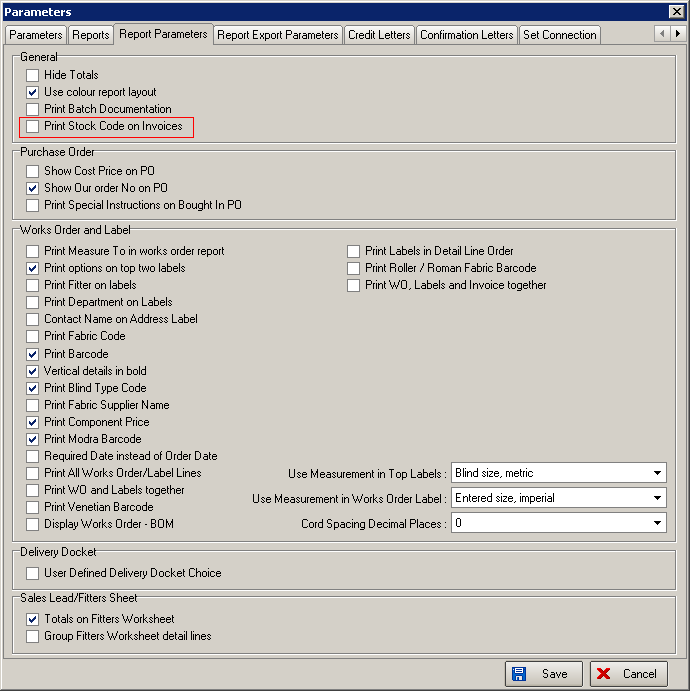 Parameters
Parameters Reports Report Parameters Report Export Parameters Credit Letters Confirmation Letters Set Connection
General
Hide Totals
Use colour report layout
Print Batch Documentation
Print Stock Code on Invoices
Purchase Order
Show Cost Price on PO
Show Our order No on PO
Print Special Instructions on Bought In PO
Works Order and Label
Print Measure To in works order report
Print options on top two labels
Print Fitter on labels
Print Department on Labels
Contact Name on Address Label
Print Fabric Code
Print Barcode
Vertical details in bold
Print Blind Type Code
Print Fabric Supplier Name
Print Component Price
Print Modra Barcode
Required Date instead of Order Date
Print All Works Order/Label Lines
Print WO and Labels together
Print Venetian Barcode
Display Works Order - BOM
Print Labels in Detail Line Order
Print Roller / Roman Fabric Barcode
Print WO, Labels and Invoice together
Use Measurement in Top Labels : Blind size, metric
Use Measurement in Works Order Label : Entered size, imperial
Cord Spacing Decimal Places : 0
Delivery Docket
User Defined Delivery Docket Choice
Sales Lead/Fitters Sheet
Totals on Fitters Worksheet
Group Fitters Worksheet detail lines
Save Cancel